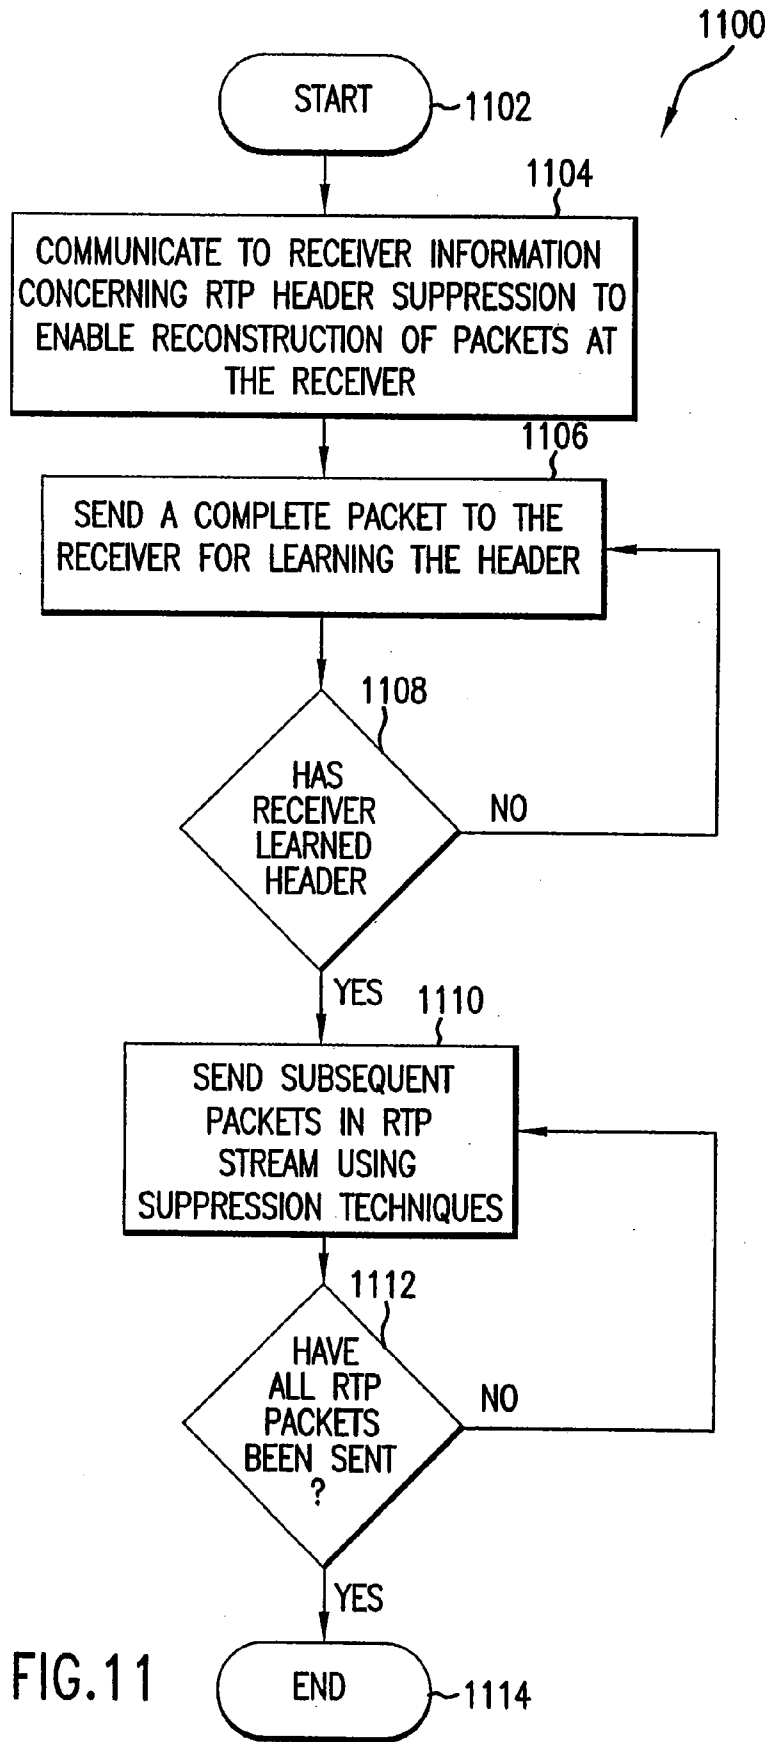 1100
START
1102
1104
COMMUNICATE TO RECEIVER INFORMATION
CONCERNING RTP HEADER SUPPRESSION TO
ENABLE RECONSTRUCTION OF PACKETS AT
THE RECEIVER
1106
SEND A COMPLETE PACKET TO THE
RECEIVER FOR LEARNING THE HEADER
1108
HAS
RECEIVER
LEARNED
HEADER
NO
YES
1110
SEND SUBSEQUENT
PACKETS IN RTP
STREAM USING
SUPPRESSION TECHNIQUES
1112
HAVE
ALL RTP
PACKETS
BEEN SENT
?
NO
YES
END
1114
FIG.11